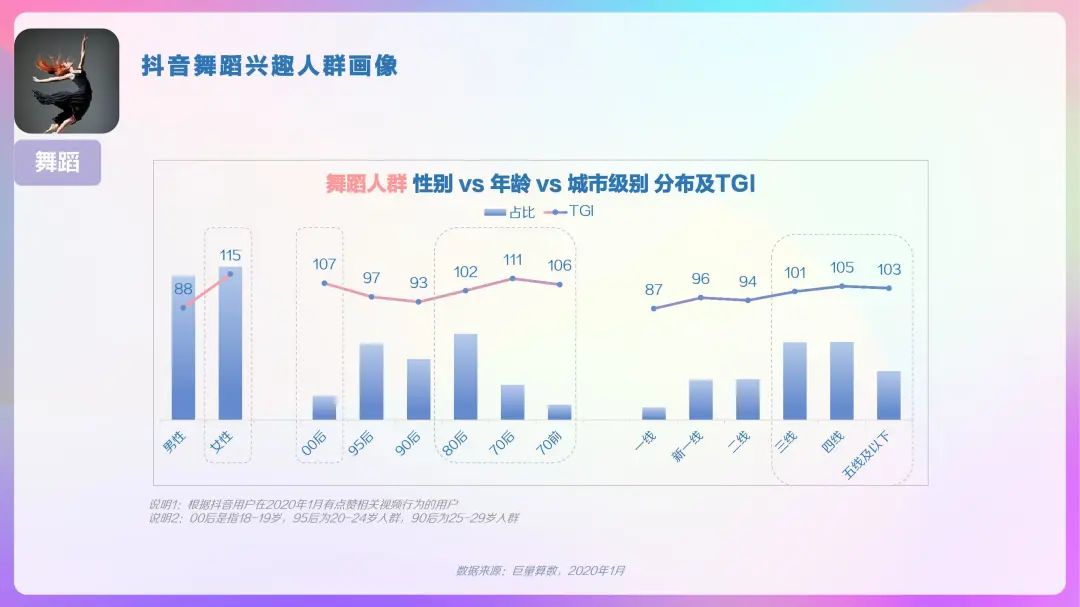 抖音舞蹈兴趣人群画像
舞蹈
舞蹈人群 性别 vs 年龄 vs 城市级别 分布及TGI
占比 TGI
88 115 107 97 93 102 111 106 87 96 94 101 105 103
男性 女性 00后 95后 90后 80后 70后 70前 一线 新一线 二线 三线 四线 五线及以下
说明1：根据抖音用户在2020年1月有点赞相关视频行为的用户
说明2：00后是指18-19岁，95后为20-24岁人群，90后为25-29岁人群
数据来源：巨量算数，2020年1月